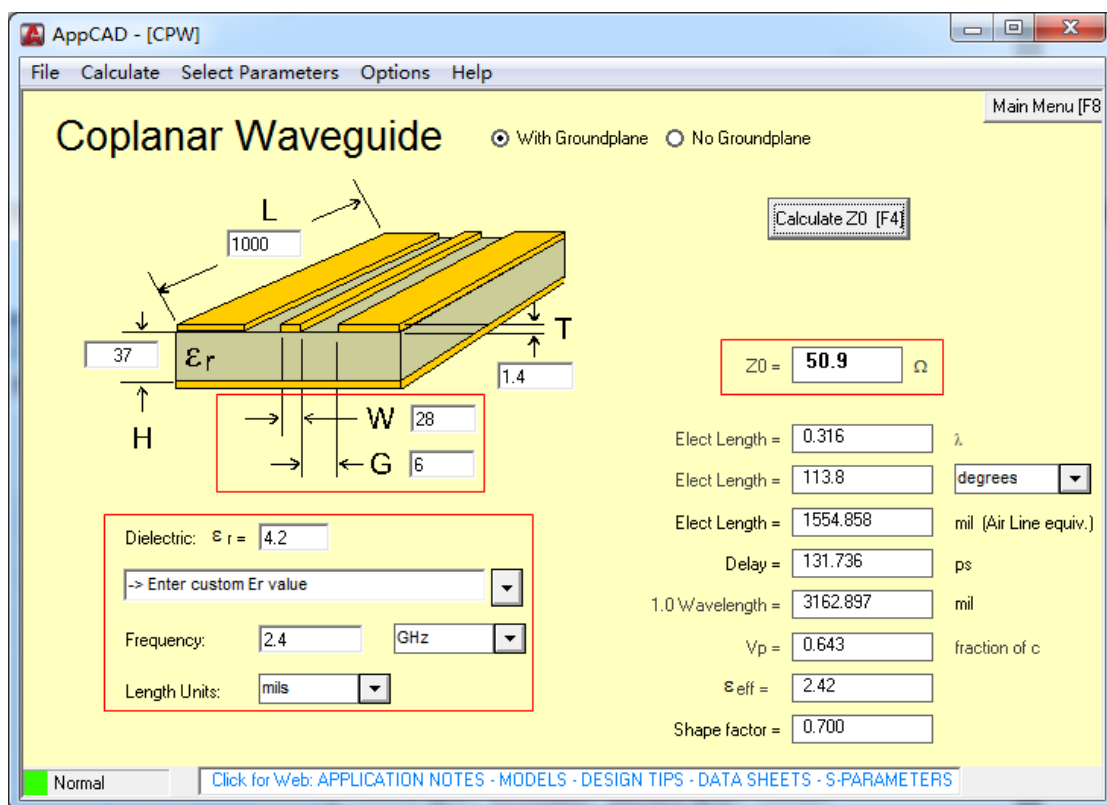 AppCAD - [CPW]
File Calculate Select Parameters Options Help
Main Menu [F8
Coplanar Waveguide
With Groundplane No Groundplane
L
1000
Calculate Z0 [F4]
T
37
εr
1.4
Z0 = 50.9 Ω
H
W 28
G 6
Elect Length = 0.316 λ
Elect Length = 113.8 degrees
Elect Length = 1554.858 mil (Air Line equiv.)
Delay = 131.736 ps
1.0 Wavelength = 3162.897 mil
Vp = 0.643 fraction of c
εeff = 2.42
Shape factor = 0.700
Dielectric: εr = 4.2
-> Enter custom Er value
Frequency: 2.4 GHz
Length Units: mils
Normal
Click for Web: APPLICATION NOTES - MODELS - DESIGN TIPS - DATA SHEETS - S-PARAMETERS